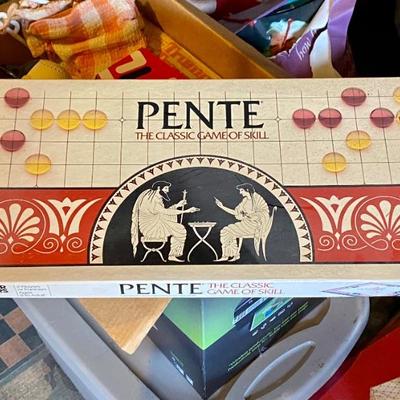 PENTE
THE CLASSIC GAME OF SKILL
PENTE THE CLASSIC
GAME OF SKILL